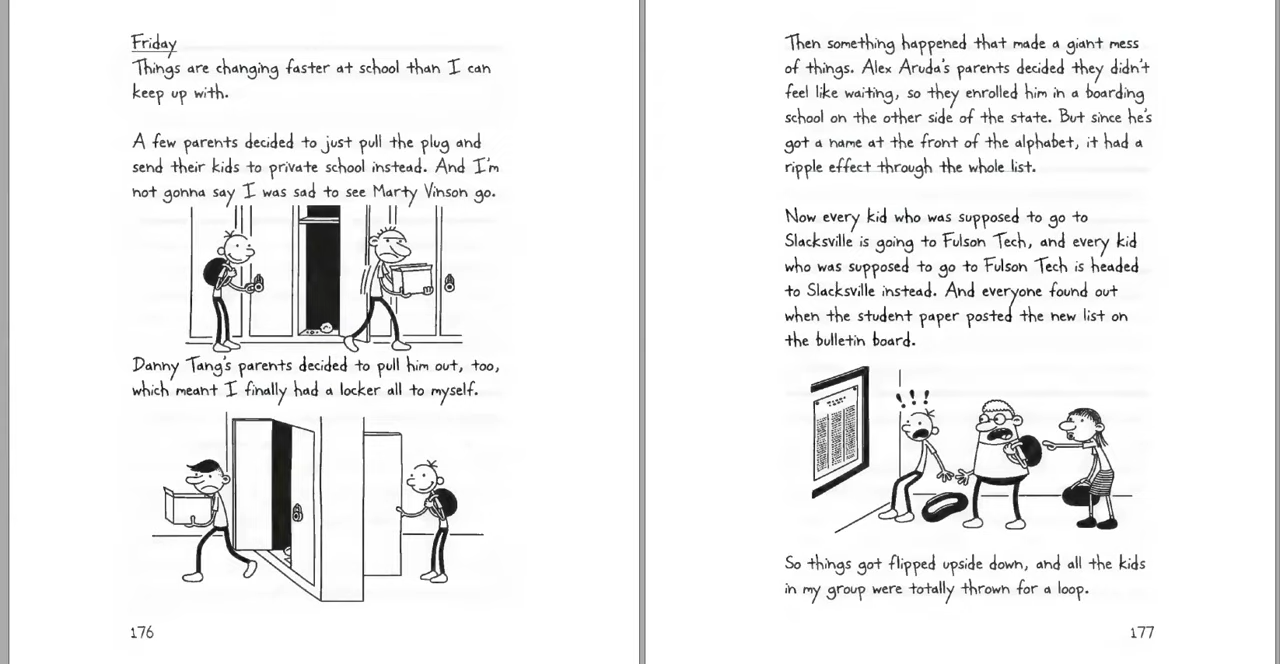 Friday
Things are changing faster at school than I can
keep up with.
A few parents decided to just pull the plug and
send their kids to private school instead. And I'm
not gonna say I was sad to see Marty Vinson go.
Danny Tang's parents decided to pull him out, too,
which meant I finally had a locker all to myself.
176
Then something happened that made a giant mess
of things. Alex Aruda's parents decided they didn't
feel like waiting, so they enrolled him in a boarding
school on the other side of the state. But since he's
got a name at the front of the alphabet, it had a
ripple effect through the whole list.
Now every kid who was supposed to go to
Slacksville is going to Fulson Tech, and every kid
who was supposed to go to Fulson Tech is headed
to Slacksville instead. And everyone found out
when the student paper posted the new list on
the bulletin board.
! ! !
So things got flipped upside down, and all the kids
in my group were totally thrown for a loop.
177